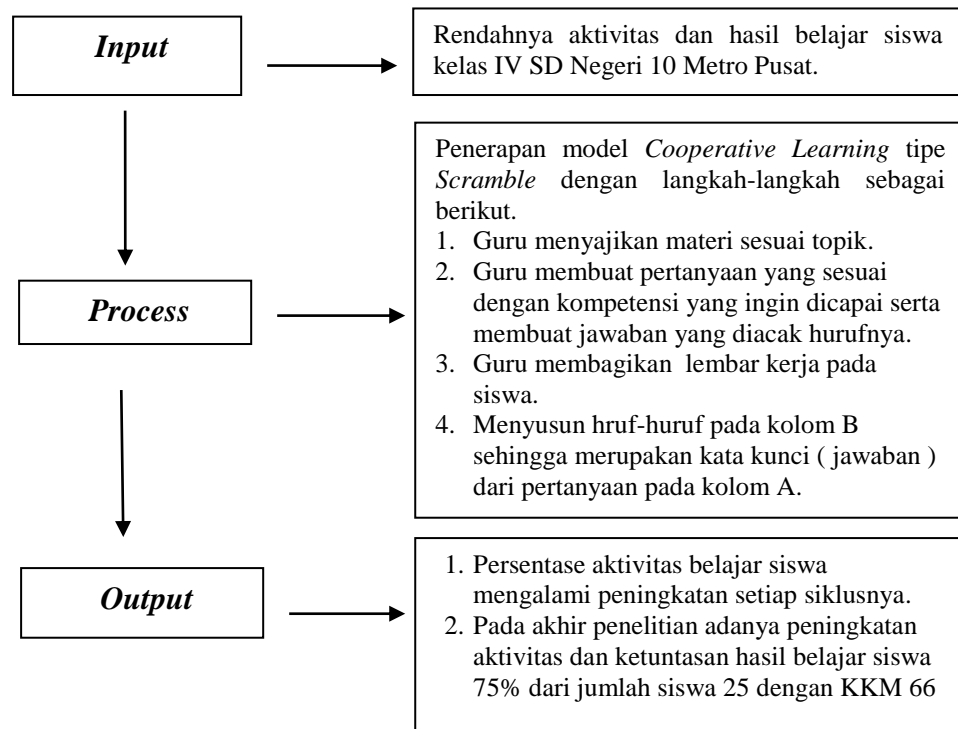 Input
Rendahnya aktivitas dan hasil belajar siswa
kelas IV SD Negeri 10 Metro Pusat.
Penerapan model Cooperative Learning tipe
Scramble dengan langkah-langkah sebagai
berikut.
1. Guru menyajikan materi sesuai topik.
2. Guru membuat pertanyaan yang sesuai
dengan kompetensi yang ingin dicapai serta
membuat jawaban yang diacak hurufnya.
3. Guru membagikan lembar kerja pada
siswa.
4. Menyusun hruf-huruf pada kolom B
sehingga merupakan kata kunci ( jawaban )
dari pertanyaan pada kolom A.
Process
Output
1. Persentase aktivitas belajar siswa
mengalami peningkatan setiap siklusnya.
2. Pada akhir penelitian adanya peningkatan
aktivitas dan ketuntasan hasil belajar siswa
75% dari jumlah siswa 25 dengan KKM 66